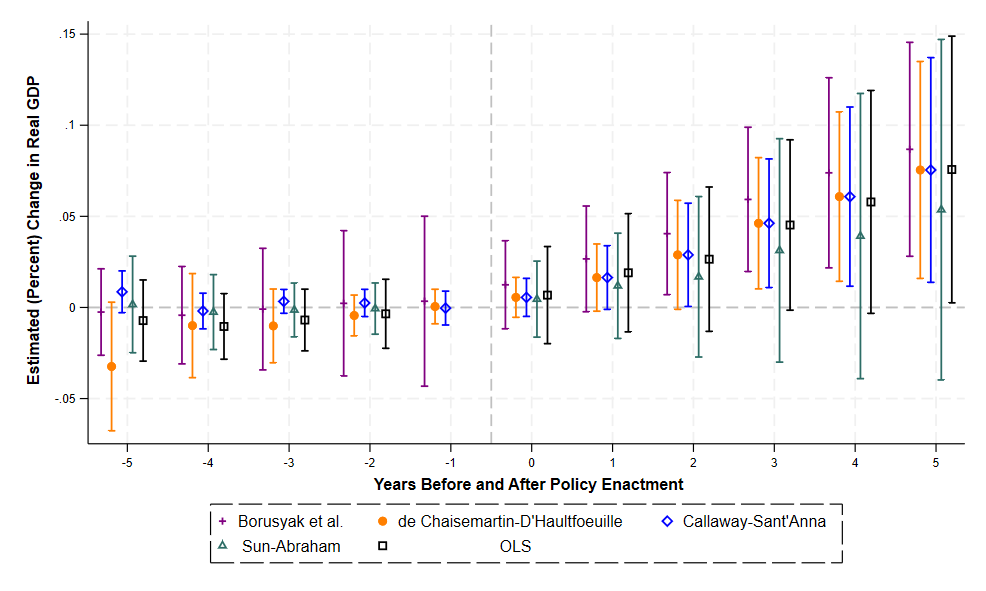 Estimated (Percent) Change in Real GDP
.15
.1
.05
0
-.05
-5 -4 -3 -2 -1 0 1 2 3 4 5
Years Before and After Policy Enactment
Borusyak et al. de Chaisemartin-D'Haultfoeuille Callaway-Sant'Anna
Sun-Abraham OLS